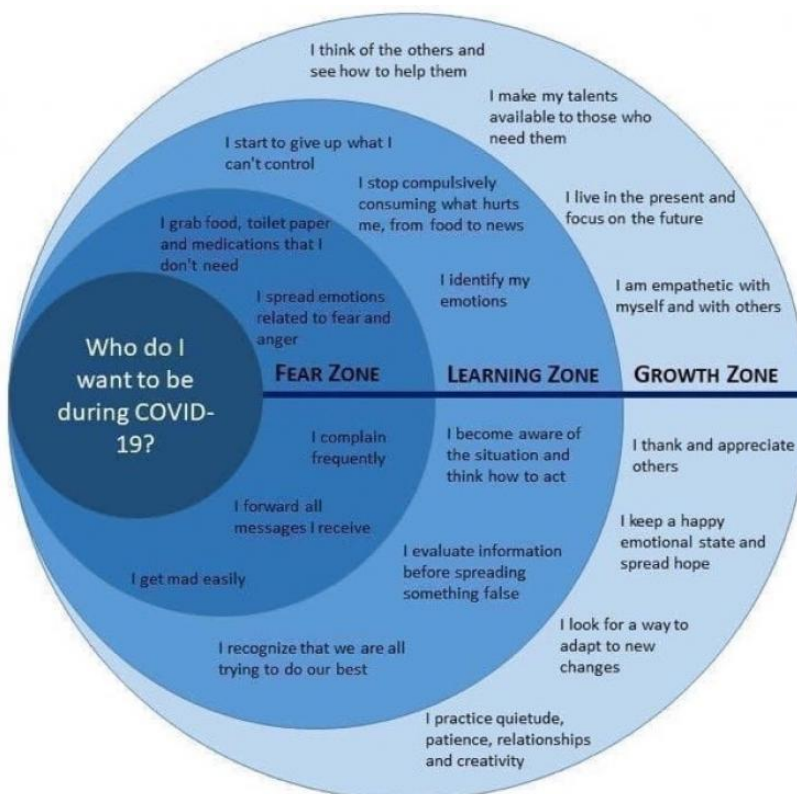 I think of the others and
see how to help them
I make my talents
available to those who
need them
I start to give up what I
can't control
I stop compulsively
consuming what hurts
me, from food to news
I live in the present and
focus on the future
I grab food, toilet paper
and medications that I
don't need
I identify my
emotions
I am empathetic with
myself and with others
I spread emotions
related to fear and
anger
Who do I
want to be
during COVID-
19?
FEAR ZONE
LEARNING ZONE
GROWTH ZONE
I complain
frequently
I become aware of
the situation and
think how to act
I thank and appreciate
others
I forward all
messages I receive
I keep a happy
emotional state and
spread hope
I get mad easily
I evaluate information
before spreading
something false
I look for a way to
adapt to new
changes
I recognize that we are all
trying to do our best
I practice quietude,
patience, relationships
and creativity